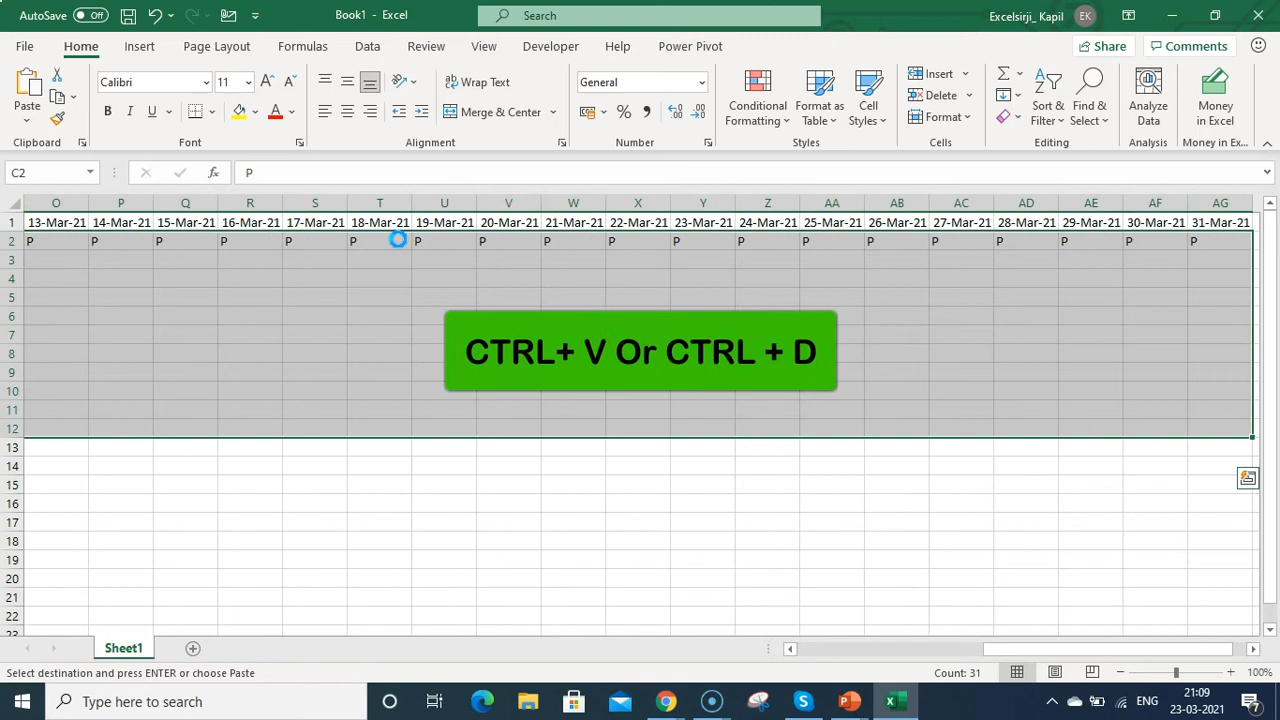 AutoSave Off Book1 - Excel Search Excelsirji_ Kapil EK
File Home Insert Page Layout Formulas Data Review View Developer Help Power Pivot Share Comments
Paste Calibri 11 Wrap Text General Conditional Formatting Format as Table Cell Styles Insert Sort & Filter Find & Select Analyze Data Money in Excel
B I U A Merge & Center % Delete
Format
Clipboard Font Alignment Number Styles Cells Editing Analysis Money in Ex...
C2 fx P
O P Q R S T U V W X Y Z AA AB AC AD AE AF AG
1 13-Mar-21 14-Mar-21 15-Mar-21 16-Mar-21 17-Mar-21 18-Mar-21 19-Mar-21 20-Mar-21 21-Mar-21 22-Mar-21 23-Mar-21 24-Mar-21 25-Mar-21 26-Mar-21 27-Mar-21 28-Mar-21 29-Mar-21 30-Mar-21 31-Mar-21
2 P P P P P P P P P P P P P P P P P P P
3
4
5
6
7
CTRL+ V Or CTRL + D
8
9
10
11
12
13
14
15
16
17
18
19
20
21
22
23
Sheet1
Select destination and press ENTER or choose Paste Count: 31 100%
Type here to search ENG 21:09
23-03-2021 7